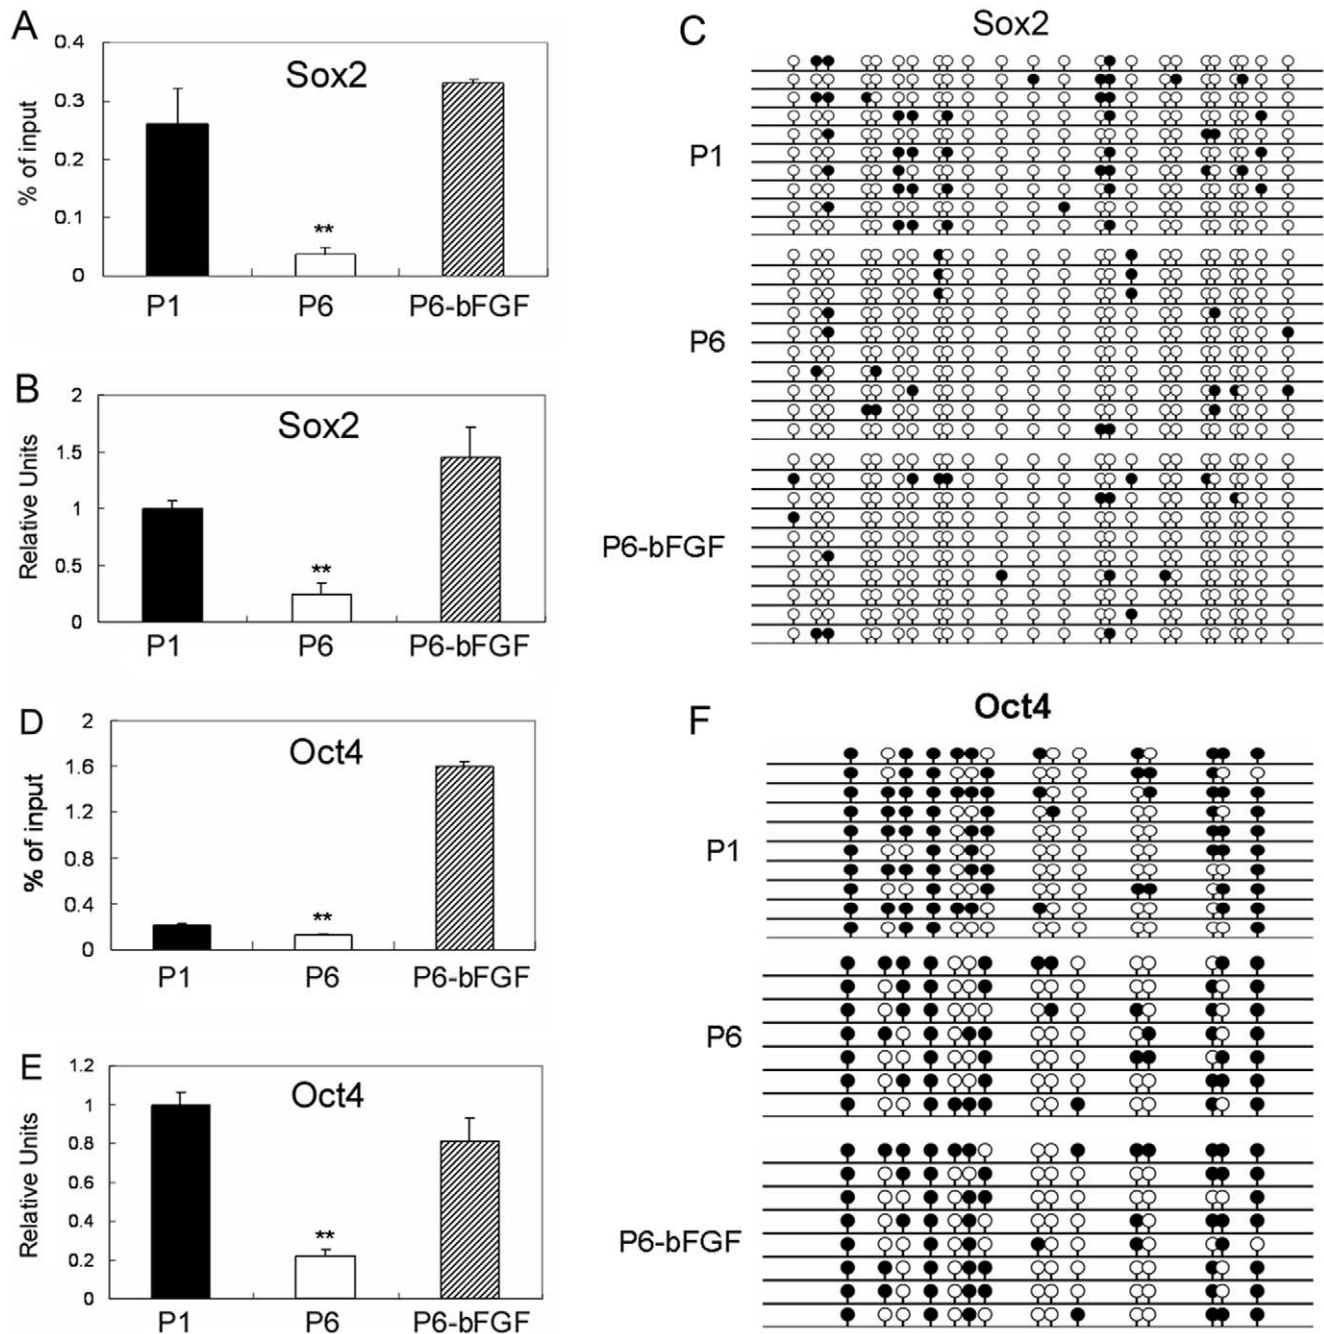 A
Sox2
% of input
0.4
0.3
0.2
0.1
0
**
P1
P6
P6-bFGF
B
Sox2
Relative Units
2
1.5
1
0.5
0
**
P1
P6
P6-bFGF
C
Sox2
P1
P6
P6-bFGF
D
Oct4
% of input
2
1.6
1.2
0.8
0.4
0
**
P1
P6
P6-bFGF
E
Oct4
Relative Units
1.2
1
0.8
0.6
0.4
0.2
0
**
P1
P6
P6-bFGF
F
Oct4
P1
P6
P6-bFGF